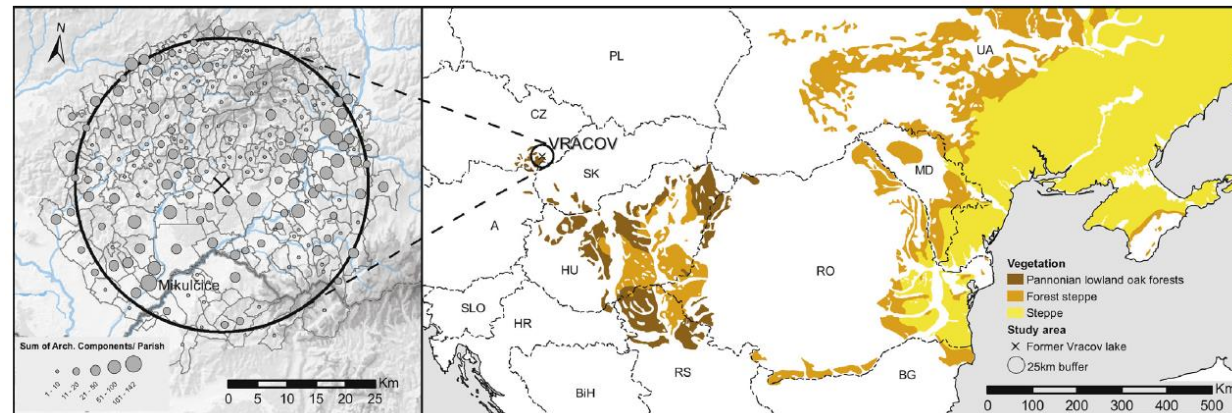 N
Mikulčice
Sum of Arch. Components/ Parish
1 - 10
11 - 20
21 - 50
51 - 100
101 - 142
0 5 10 15 20 25 Km
PL
UA
CZ
VRACOV
SK
MD
A
HU
RO
SLO
HR
RS
BiH
BG
Vegetation
Pannonian lowland oak forests
Forest steppe
Steppe
Study area
Former Vracov lake
25km buffer
Km
0 100 200 300 400 500